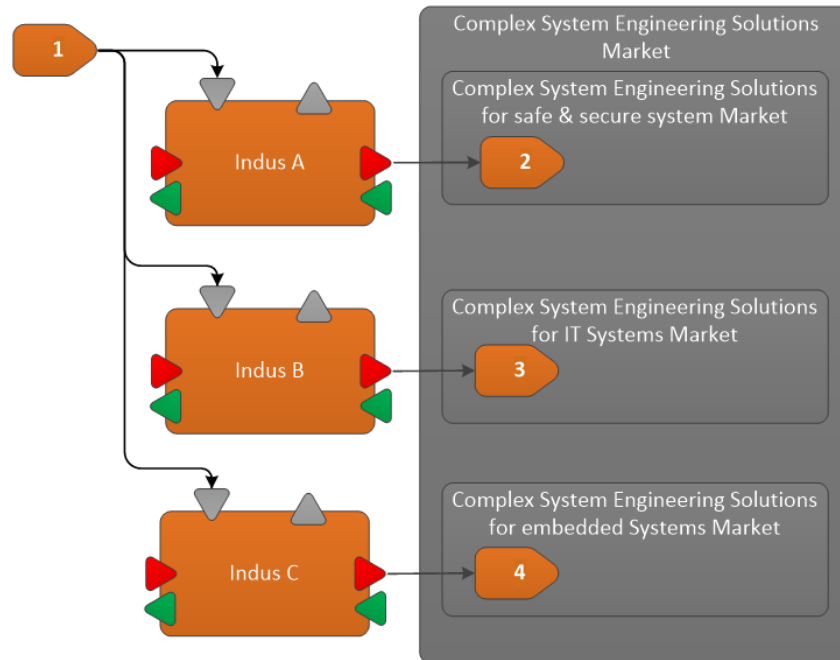 1
Complex System Engineering Solutions
Market
Complex System Engineering Solutions
for safe & secure system Market
Indus A
2
Complex System Engineering Solutions
for IT Systems Market
Indus B
3
Complex System Engineering Solutions
for embedded Systems Market
Indus C
4